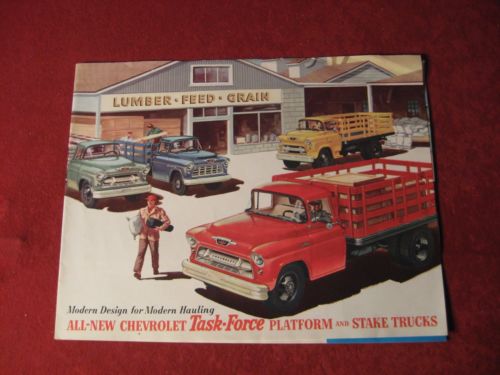 LUMBER · FEED · GRAIN
Modern Design for Modern Hauling
ALL-NEW CHEVROLET Task-Force PLATFORM AND STAKE TRUCKS